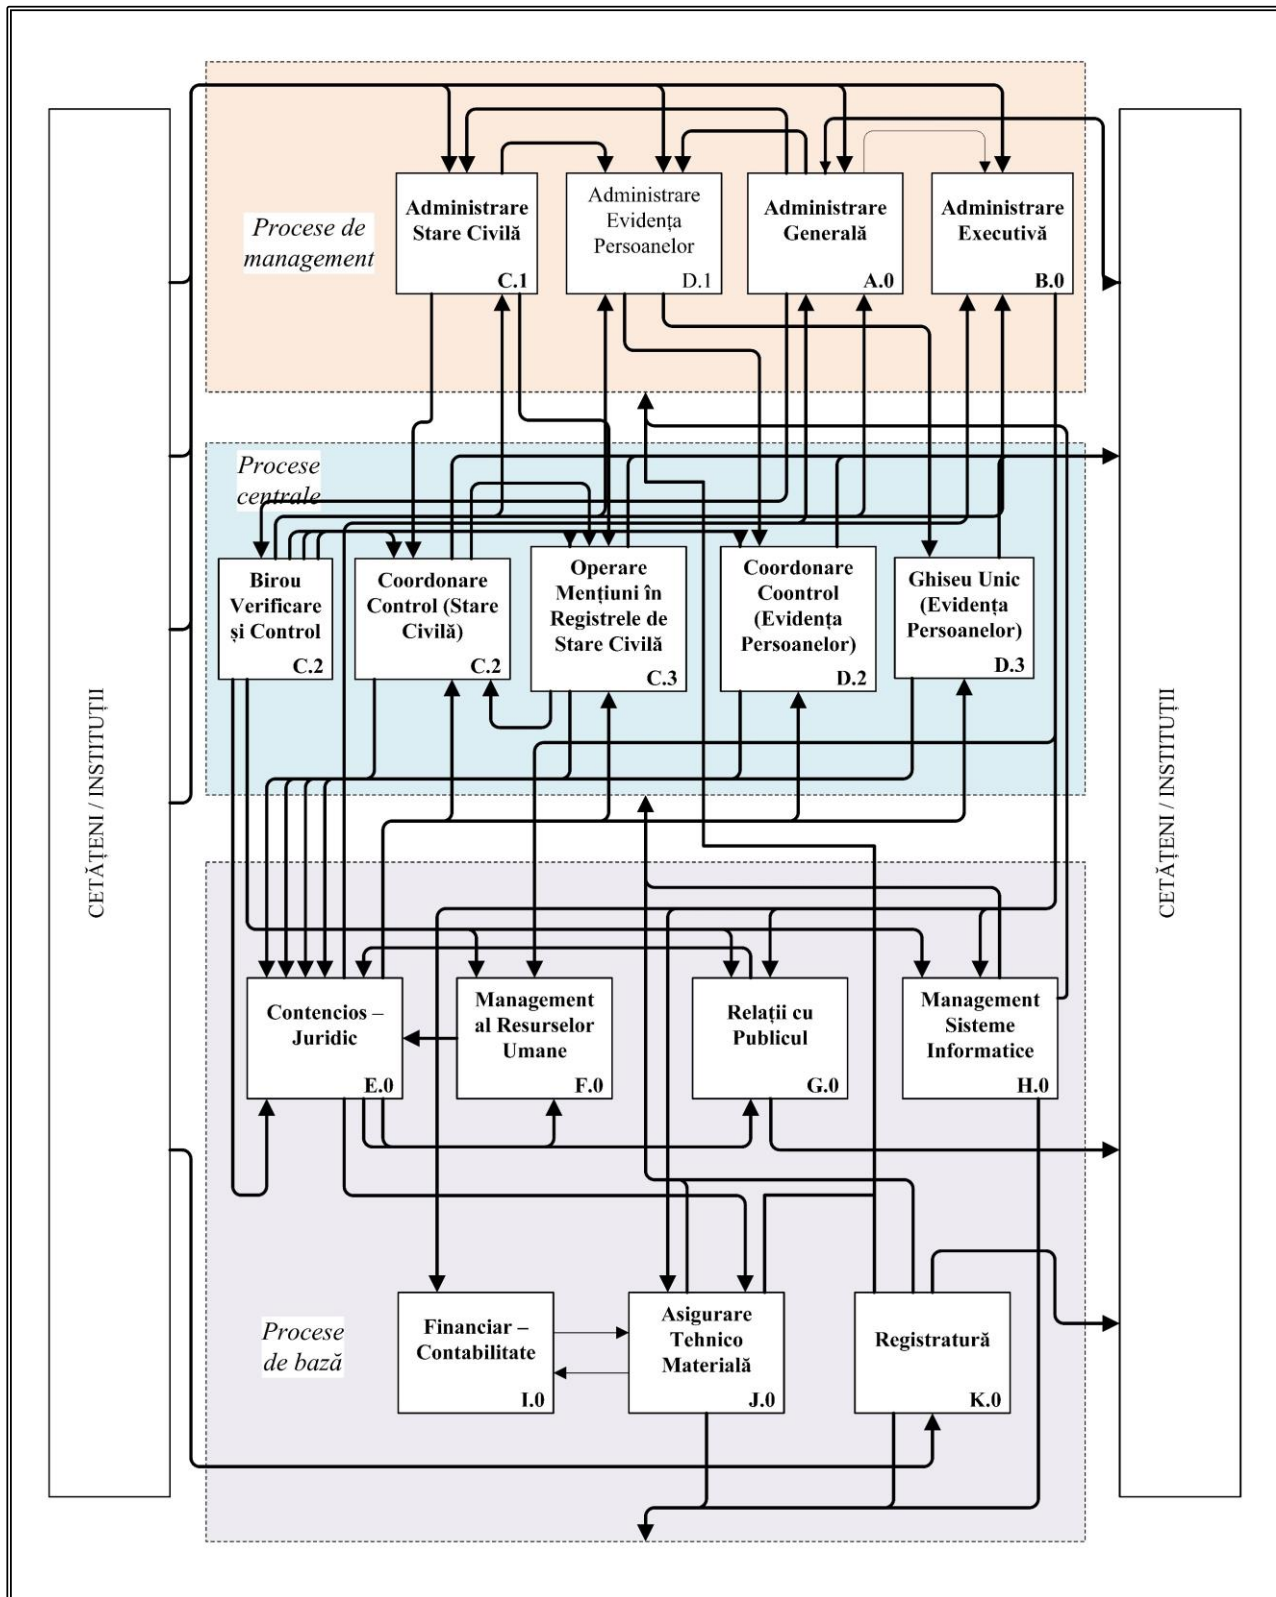 CETĂȚENI / INSTITUȚII
Procese de
management
Administrare
Stare Civilă
C.1
Administrare
Evidența
Persoanelor
D.1
Administrare
Generală
A.0
Administrare
Executivă
B.0
Procese
centrale
Birou
Verificare
și Control
C.2
Coordonare
Control (Stare
Civilă)
C.2
Operare
Mențiuni în
Registrele de
Stare Civilă
C.3
Coordonare
Coontrol
(Evidența
Persoanelor)
D.2
Ghiseu Unic
(Evidența
Persoanelor)
D.3
Contencios –
Juridic
E.0
Management
al Resurselor
Umane
F.0
Relații cu
Publicul
G.0
Management
Sisteme
Informatice
H.0
Procese
de bază
Financiar –
Contabilitate
I.0
Asigurare
Tehnico
Materială
J.0
Registratură
K.0
CETĂȚENI / INSTITUȚII